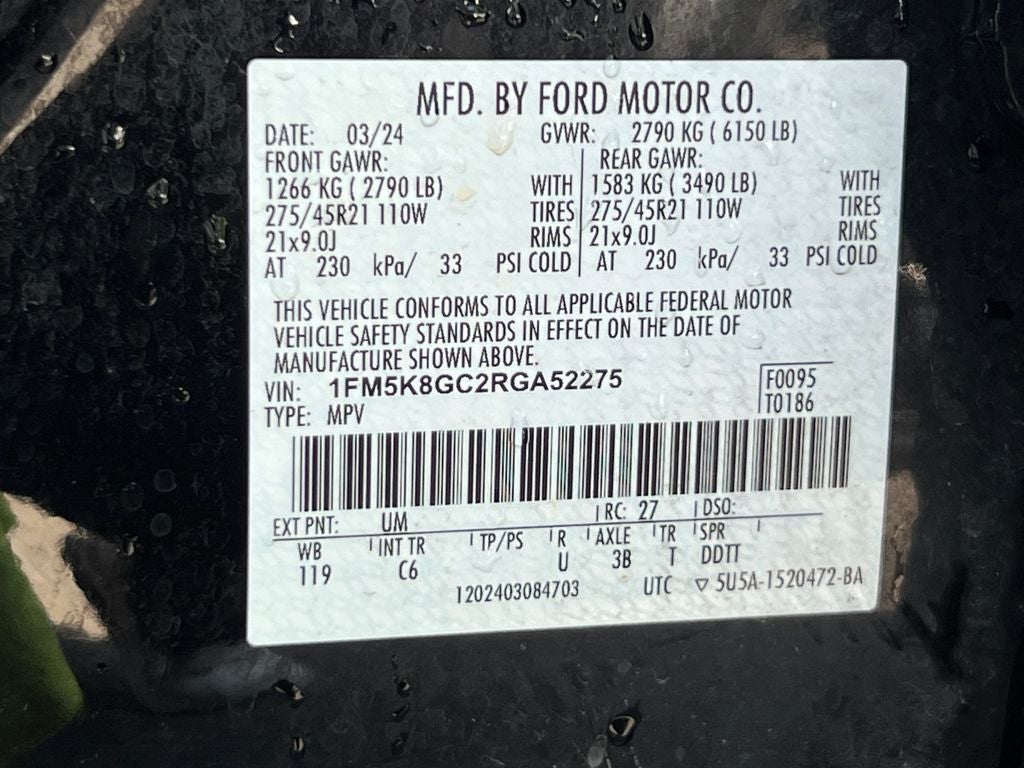 MFD. BY FORD MOTOR CO.
DATE: 03/24 GVWR: 2790 KG ( 6150 LB)
FRONT GAWR: REAR GAWR:
1266 KG ( 2790 LB) WITH 1583 KG ( 3490 LB) WITH
275/45R21 110W TIRES 275/45R21 110W TIRES
21x9.0J RIMS 21x9.0J RIMS
AT 230 kPa/ 33 PSI COLD AT 230 kPa/ 33 PSI COLD
THIS VEHICLE CONFORMS TO ALL APPLICABLE FEDERAL MOTOR
VEHICLE SAFETY STANDARDS IN EFFECT ON THE DATE OF
MANUFACTURE SHOWN ABOVE.
VIN: 1FM5K8GC2RGA52275 F0095
TYPE: MPV T0186
EXT PNT: UM RC: 27 DSO:
WB INT TR TP/PS R AXLE TR SPR
119 C6 U 3B T DDTT
1202403084703 UTC ▽ 5U5A-1520472-BA